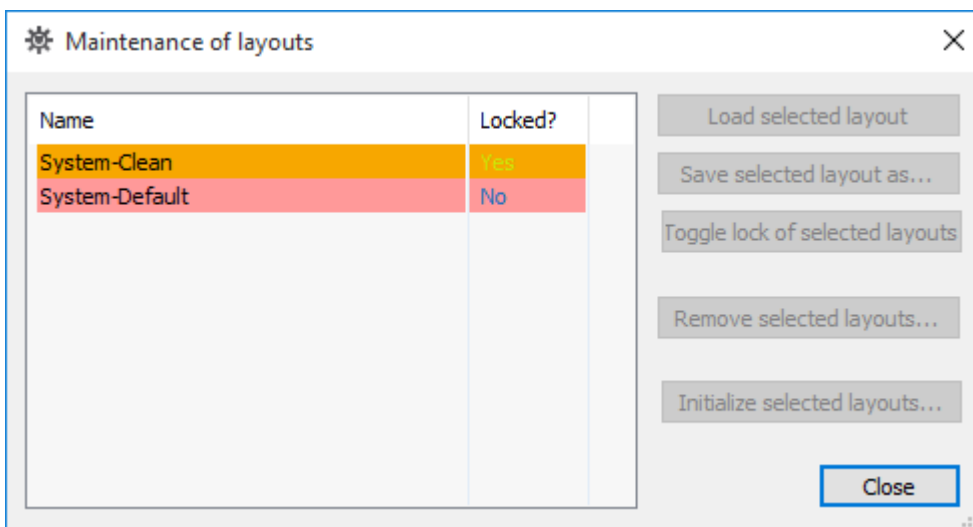 Maintenance of layouts
Name Locked?
System-Clean Yes
System-Default No
Load selected layout
Save selected layout as...
Toggle lock of selected layouts
Remove selected layouts...
Initialize selected layouts...
Close